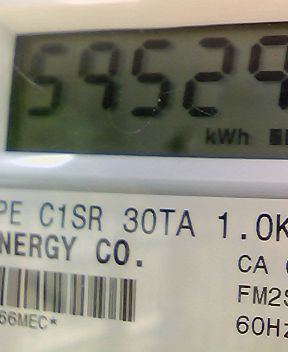 59529
kWh
PE C1SR 30TA 1.0K
NERGY CO.
CA
FM2S
66MEC*
60Hz